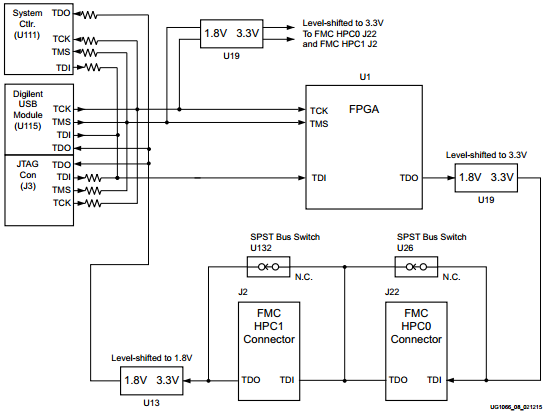 System
Ctlr.
(U111)
TDO
TCK
TMS
TDI
Digilent
USB
Module
(U115)
TCK
TMS
TDI
TDO
JTAG
Con
(J3)
TDO
TDI
TMS
TCK
1.8V 3.3V
U19
Level-shifted to 3.3V
To FMC HPC0 J22
and FMC HPC1 J2
U1
FPGA
TCK
TMS
TDI
TDO
Level-shifted to 3.3V
1.8V 3.3V
U19
SPST Bus Switch
U132
N.C.
SPST Bus Switch
U26
N.C.
J2
FMC
HPC1
Connector
TDO TDI
J22
FMC
HPC0
Connector
TDO TDI
Level-shifted to 1.8V
1.8V 3.3V
U13
UG1066_08_021215